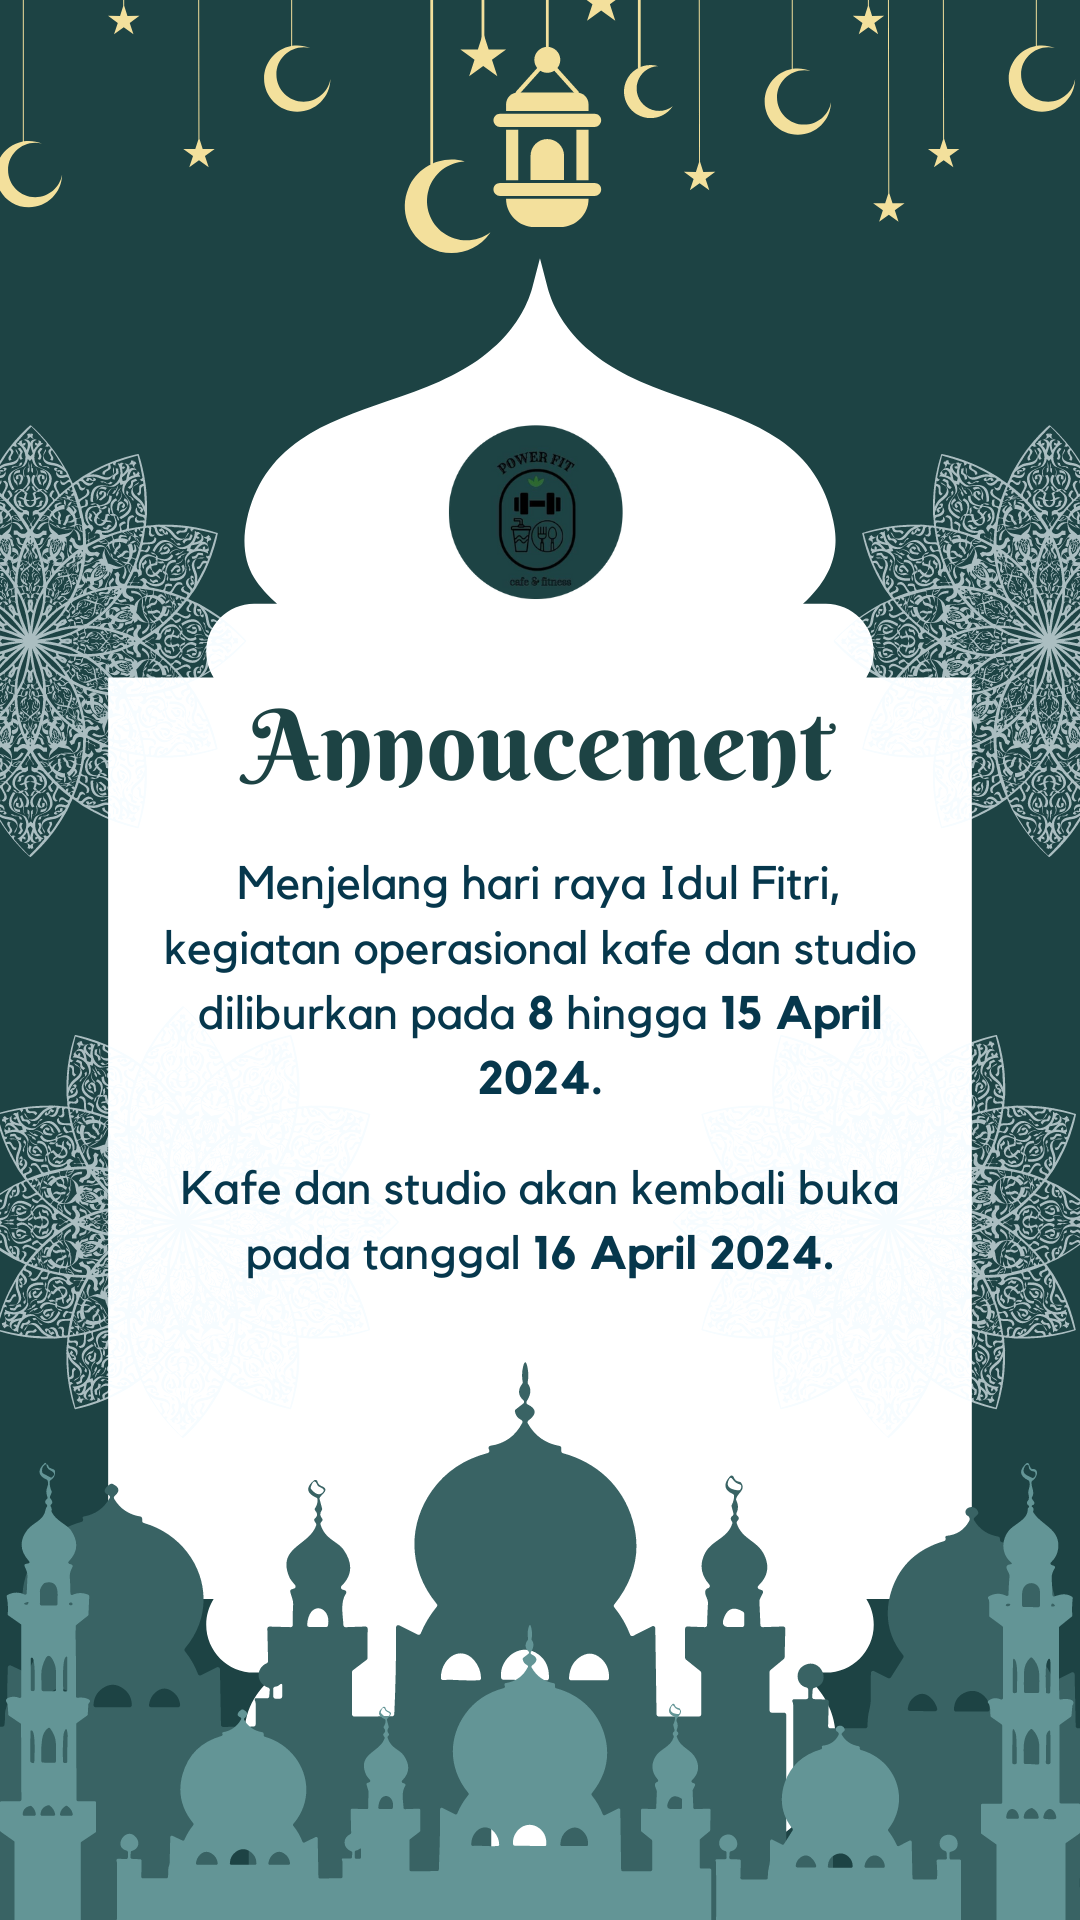 POWER FIT
cafe & fitness
Annoucement
Menjelang hari raya Idul Fitri,
kegiatan operasional kafe dan studio
diliburkan pada 8 hingga 15 April
2024.
Kafe dan studio akan kembali buka
pada tanggal 16 April 2024.